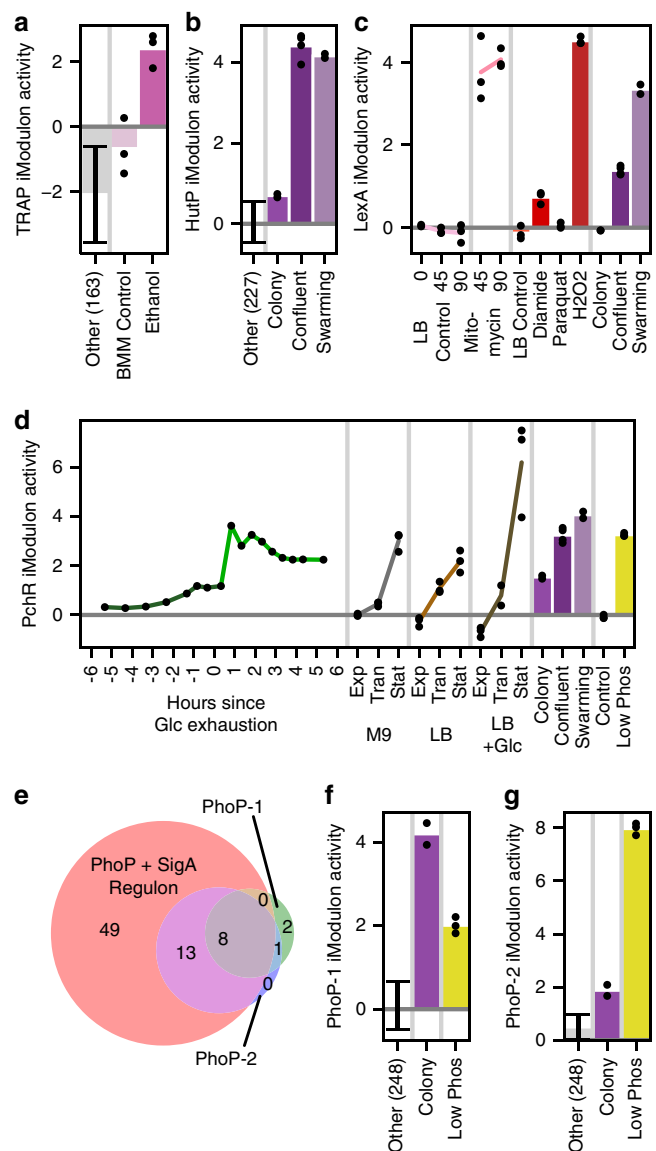 a
TRAP iModulon activity
2
0
−2
Other (163)
BMM Control
Ethanol
b
HutP iModulon activity
4
2
0
Other (227)
Colony
Confluent
Swarming
c
LexA iModulon activity
4
2
0
0
45
90
LB
Control
45
90
Mito-
mycin
LB Control
Diamide
Paraquat
H2O2
Colony
Confluent
Swarming
d
PchR iModulon activity
6
4
2
0
-6
-5
-4
-3
-2
-1
0
1
2
3
4
5
6
Hours since
Glc exhaustion
Exp
Tran
Stat
M9
Exp
Tran
Stat
LB
Exp
Tran
Stat
LB
+Glc
Colony
Confluent
Swarming
Control
Low Phos
e
PhoP-1
PhoP + SigA
Regulon
49
13
8
0
2
1
0
PhoP-2
f
PhoP-1 iModulon activity
4
2
0
Other (248)
Colony
Low Phos
g
PhoP-2 iModulon activity
8
6
4
2
0
Other (248)
Colony
Low Phos